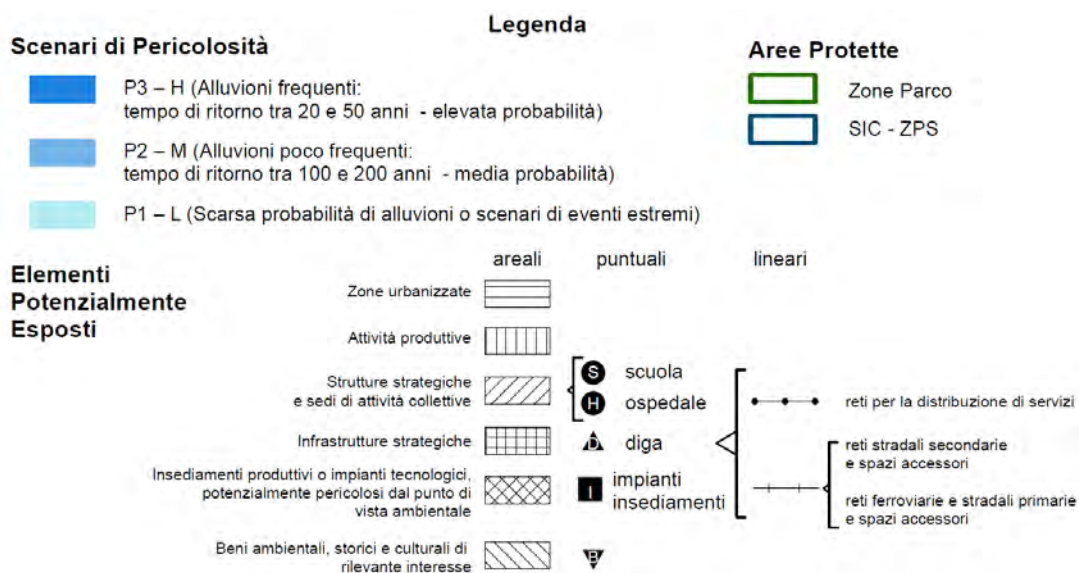 Legenda
Scenari di Pericolosità
P3 – H (Alluvioni frequenti:
tempo di ritorno tra 20 e 50 anni - elevata probabilità)
P2 – M (Alluvioni poco frequenti:
tempo di ritorno tra 100 e 200 anni - media probabilità)
P1 – L (Scarsa probabilità di alluvioni o scenari di eventi estremi)
Aree Protette
Zone Parco
SIC - ZPS
Elementi
Potenzialmente
Esposti
areali
puntuali
lineari
Zone urbanizzate
Attività produttive
Strutture strategiche
e sedi di attività collettive
S scuola
H ospedale
Infrastrutture strategiche
D diga
Insediamenti produttivi o impianti tecnologici,
potenzialmente pericolosi dal punto di
vista ambientale
I impianti
insediamenti
Beni ambientali, storici e culturali di
rilevante interesse
B
reti per la distribuzione di servizi
reti stradali secondarie
e spazi accessori
reti ferroviarie e stradali primarie
e spazi accessori